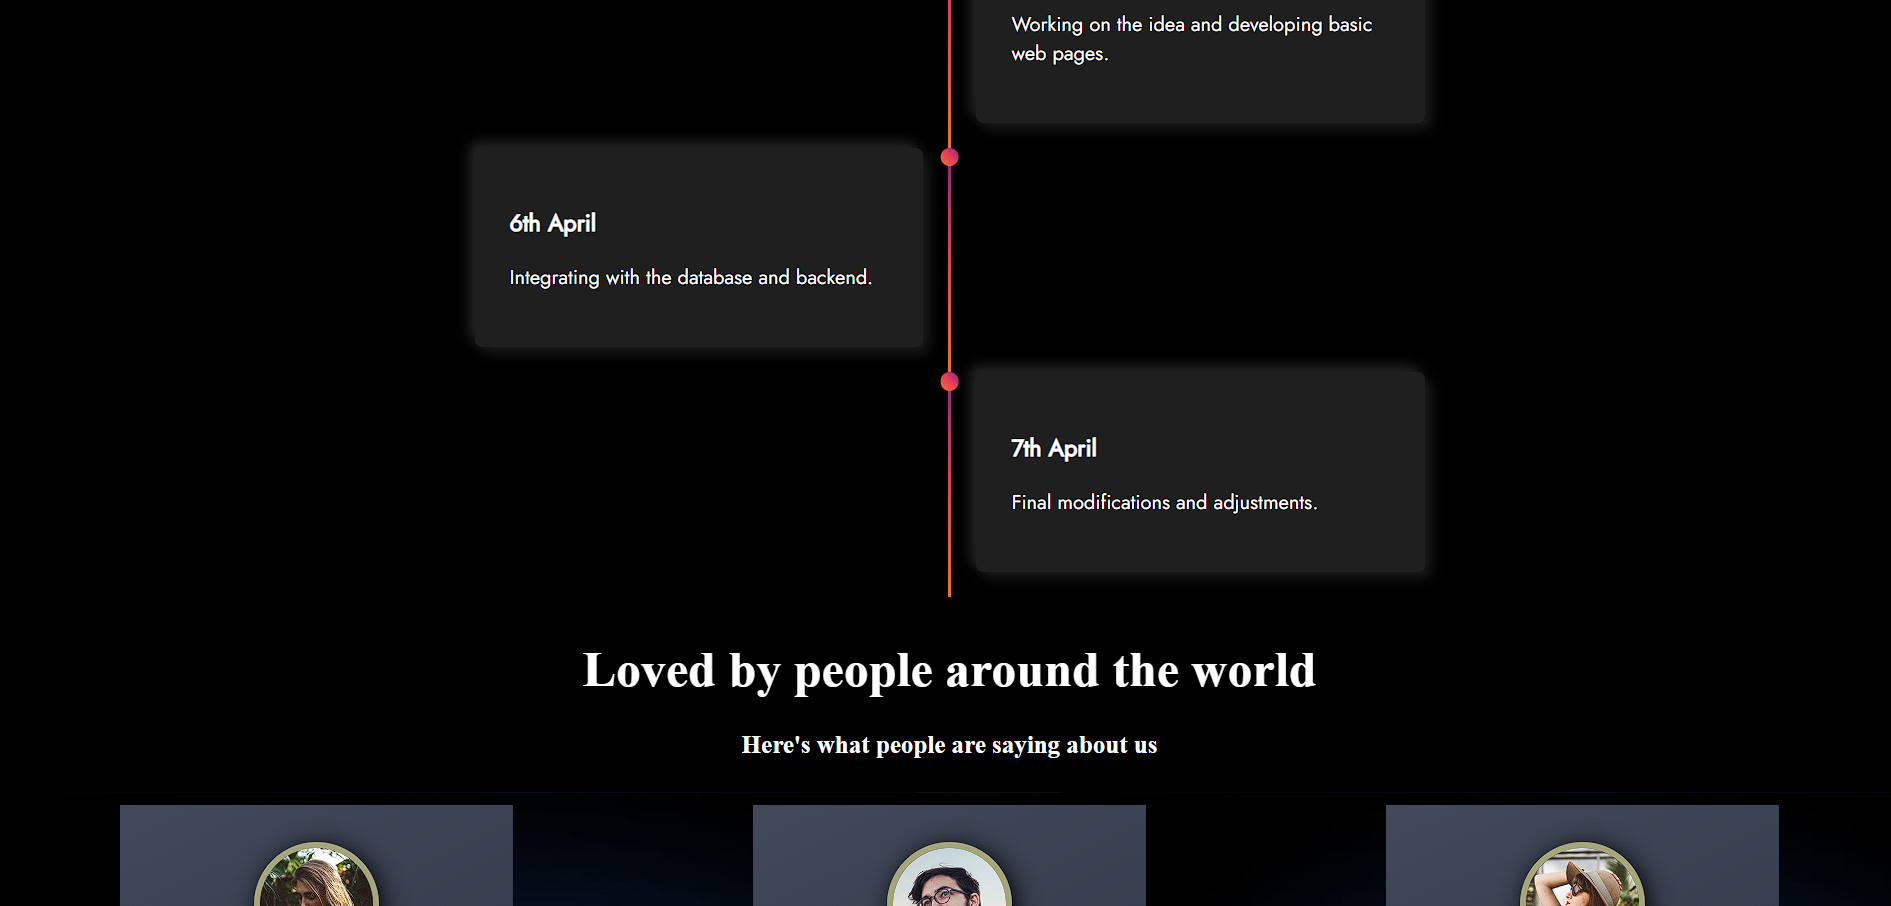 Working on the idea and developing basic
web pages.
6th April
Integrating with the database and backend.
7th April
Final modifications and adjustments.
Loved by people around the world
Here's what people are saying about us